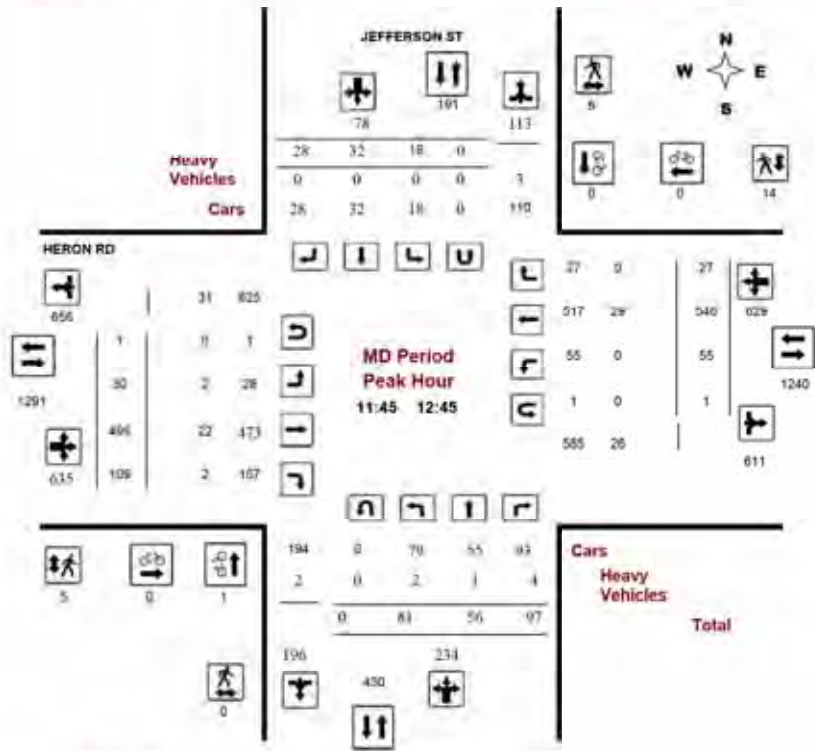 JEFFERSON ST
N
W E
S
191
6
78 113
28 32 18 0
Heavy
Vehicles
0 0 0 0 3
0 0 14
Cars
28 32 18 0 110
HERON RD
27 0 27
31 625
656
517 29 546 629
1 0 1
MD Period
Peak Hour
11:45 12:45
55 0 55
1240
30 2 28
1291
1 0 1
495 22 473
585 26
635 109 2 107
611
194 0 79 55 93
Cars
2 0 2 1 4
Heavy
Vehicles
5 0 1
0 81 56 97
Total
196 234
430
0